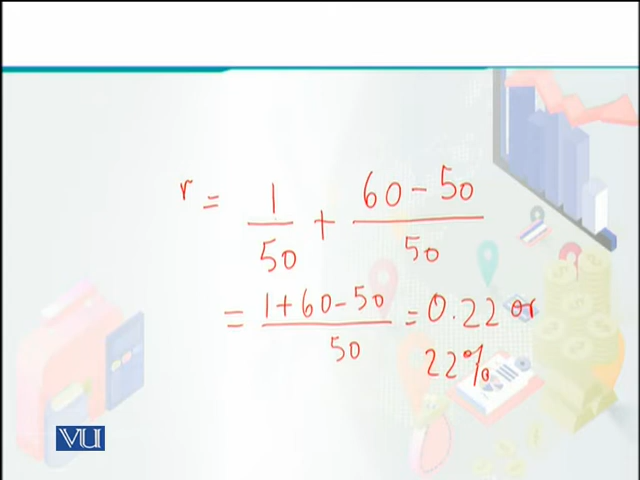 r = 1/50 + (60 - 50)/50
= (1 + 60 - 50)/50 = 0.22 or
22%
VU